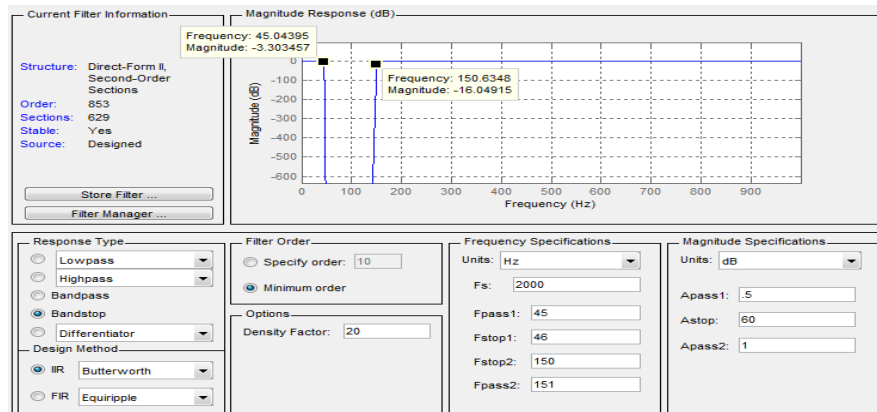 Current Filter Information
Structure: Direct-Form II,
Second-Order
Sections
Order: 853
Sections: 629
Stable: Yes
Source: Designed
Store Filter ...
Filter Manager ...
Magnitude Response (dB)
Frequency: 45.04395
Magnitude: -3.303457
Frequency: 150.6348
Magnitude: -16.04915
Magnitude (dB)
0
-100
-200
-300
-400
-500
-600
0 100 200 300 400 500 600 700 800 900
Frequency (Hz)
Response Type
Lowpass
Highpass
Bandpass
Bandstop
Differentiator
Design Method
IIR Butterworth
FIR Equiripple
Filter Order
Specify order: 10
Minimum order
Options
Density Factor: 20
Frequency Specifications
Units: Hz
Fs: 2000
Fpass1: 45
Fstop1: 46
Fstop2: 150
Fpass2: 151
Magnitude Specifications
Units: dB
Apass1: .5
Astop: 60
Apass2: 1